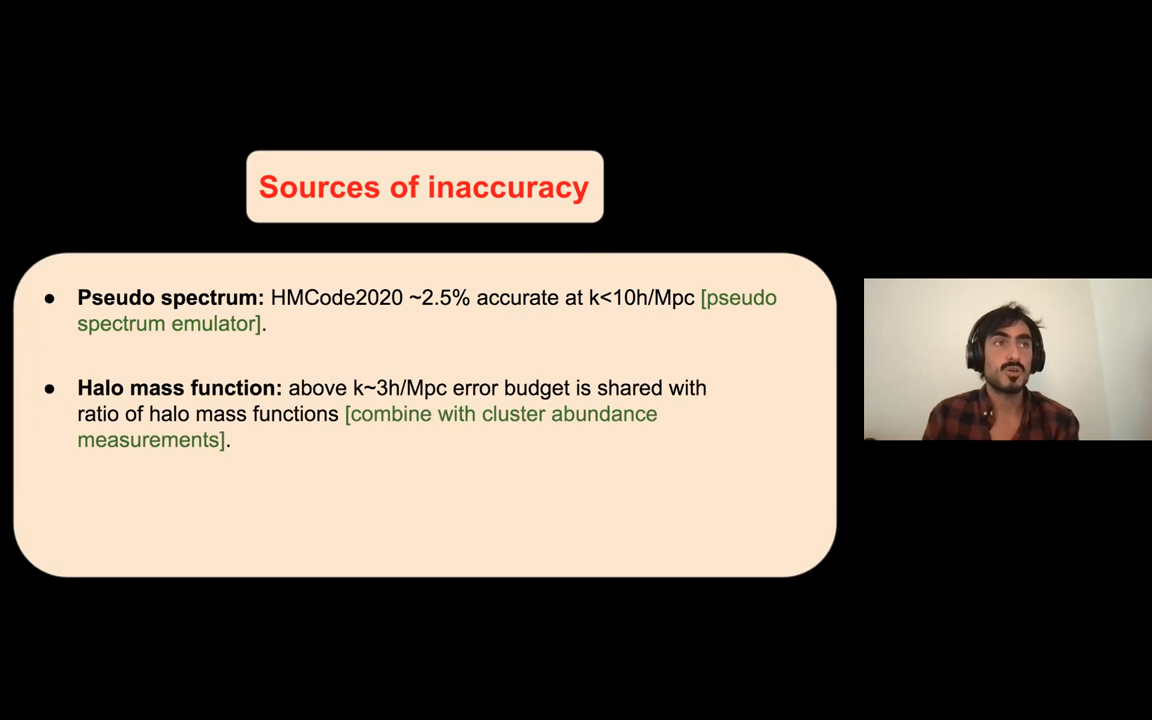 Sources of inaccuracy
● Pseudo spectrum: HMCode2020 ~2.5% accurate at k<10h/Mpc [pseudo
spectrum emulator].
● Halo mass function: above k~3h/Mpc error budget is shared with
ratio of halo mass functions [combine with cluster abundance
measurements].